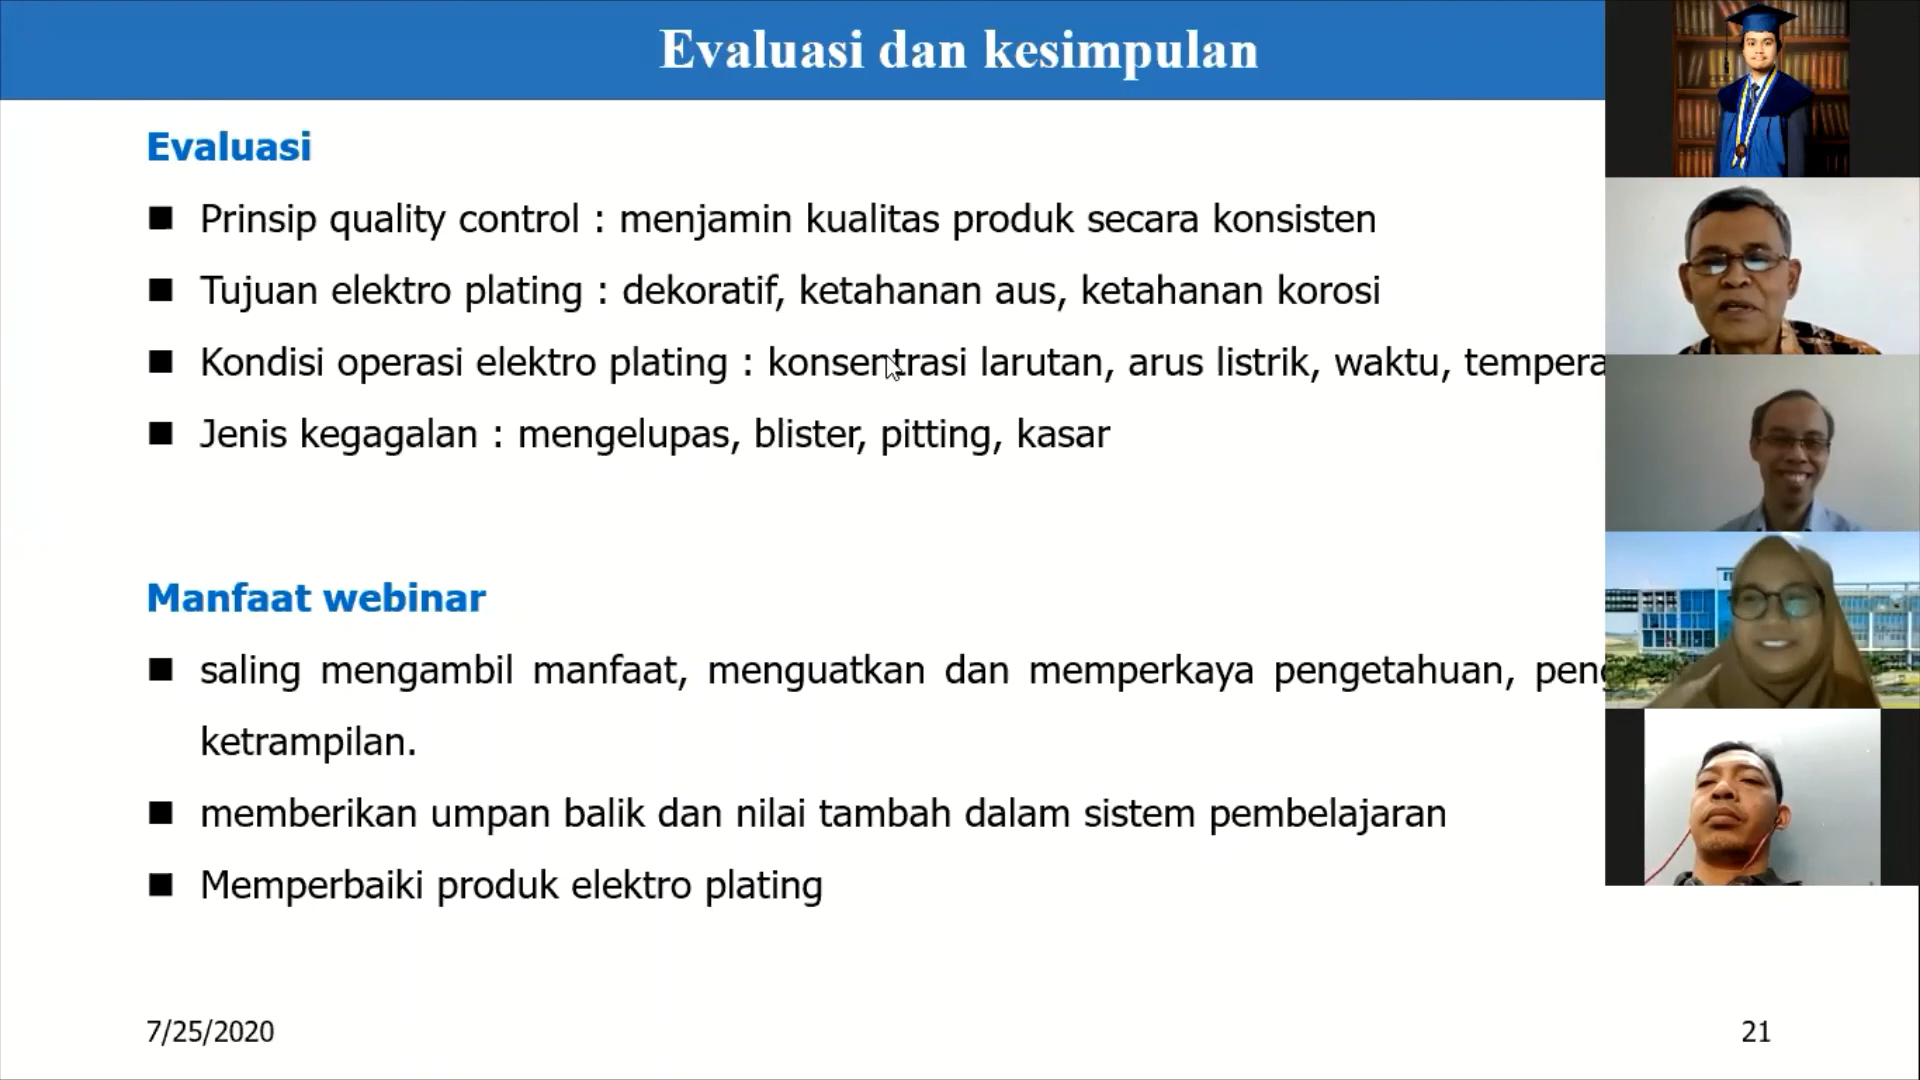 Evaluasi dan kesimpulan
Evaluasi
Prinsip quality control : menjamin kualitas produk secara konsisten
Tujuan elektro plating : dekoratif, ketahanan aus, ketahanan korosi
Kondisi operasi elektro plating : konsentrasi larutan, arus listrik, waktu,
Jenis kegagalan : mengelupas, blister, pitting, kasar
Manfaat webinar
saling mengambil manfaat, menguatkan dan memperkaya pengetahuan,
ketrampilan.
memberikan umpan balik dan nilai tambah dalam sistem pembelajaran
Memperbaiki produk elektro plating
7/25/2020
21